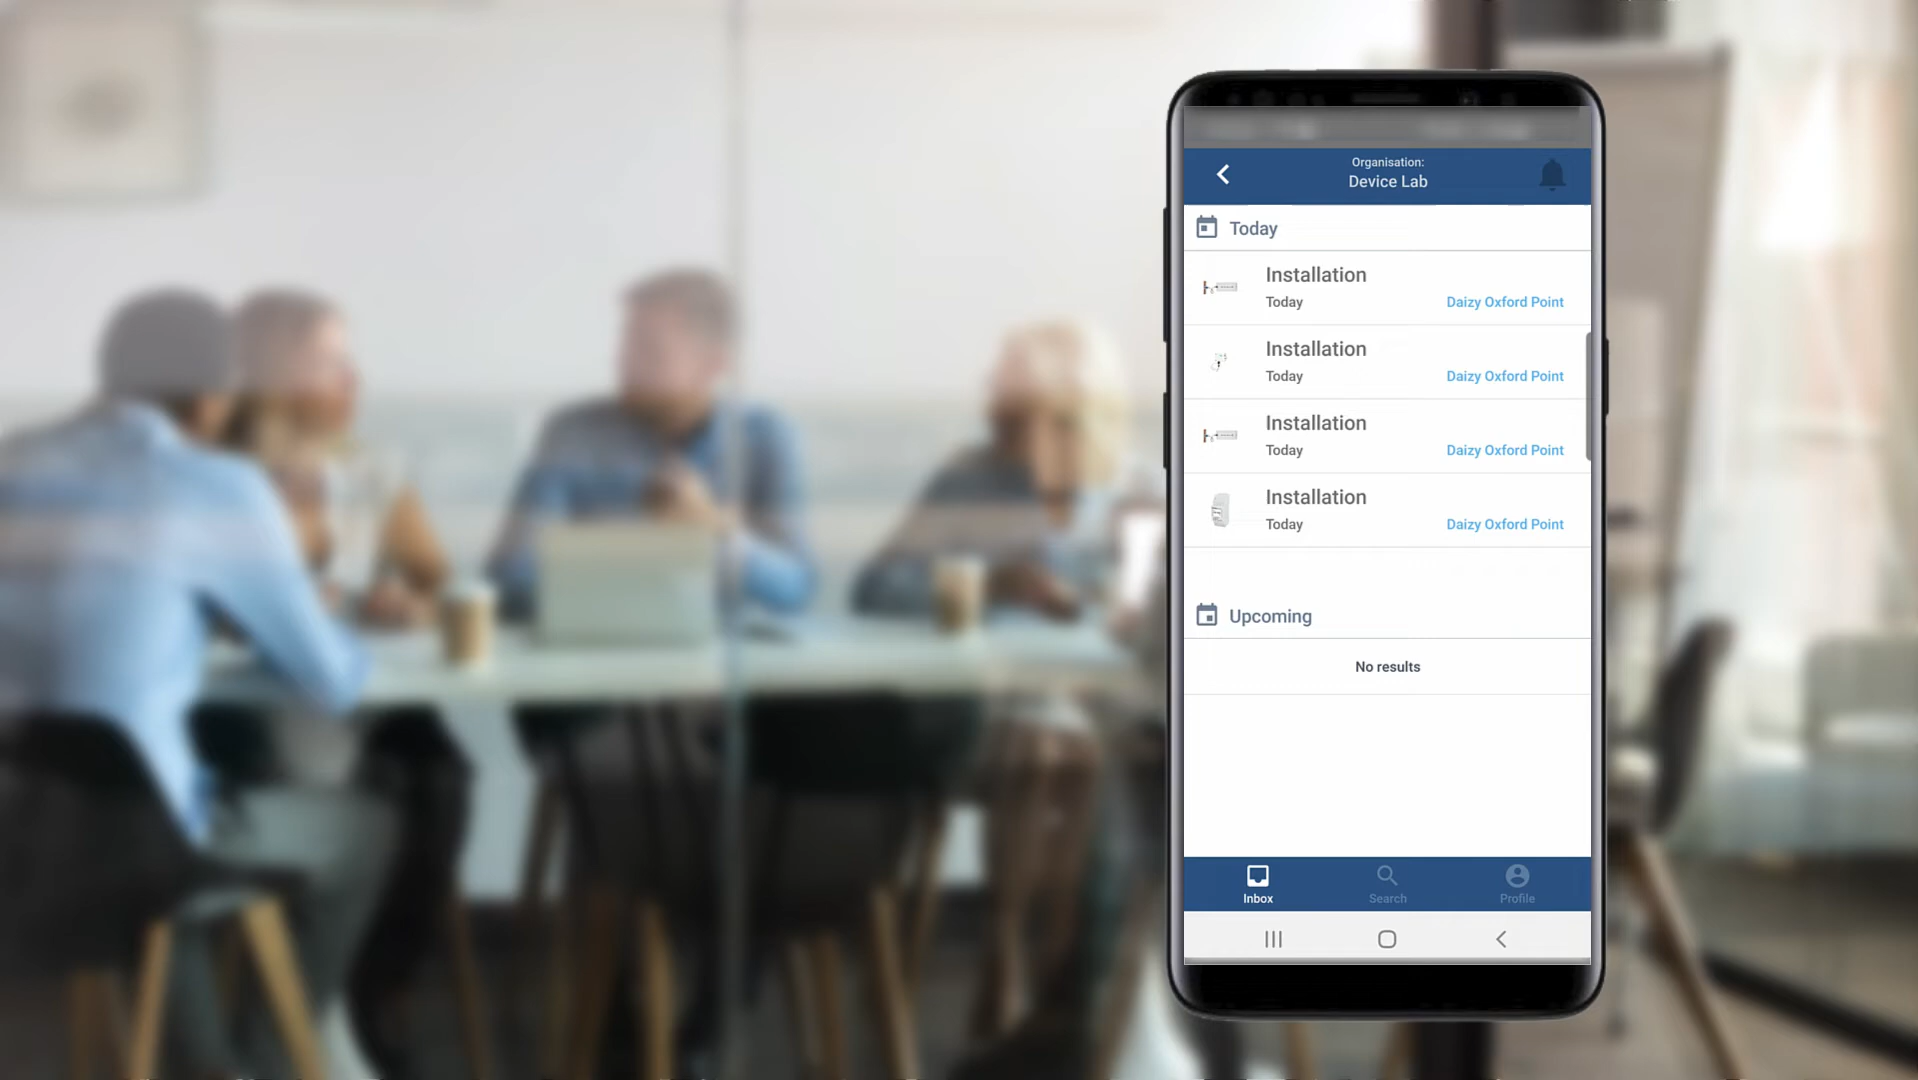 Organisation:
Device Lab
Today
Installation
Today Daizy Oxford Point
Installation
Today Daizy Oxford Point
Installation
Today Daizy Oxford Point
Installation
Today Daizy Oxford Point
Upcoming
No results
Inbox Search Profile